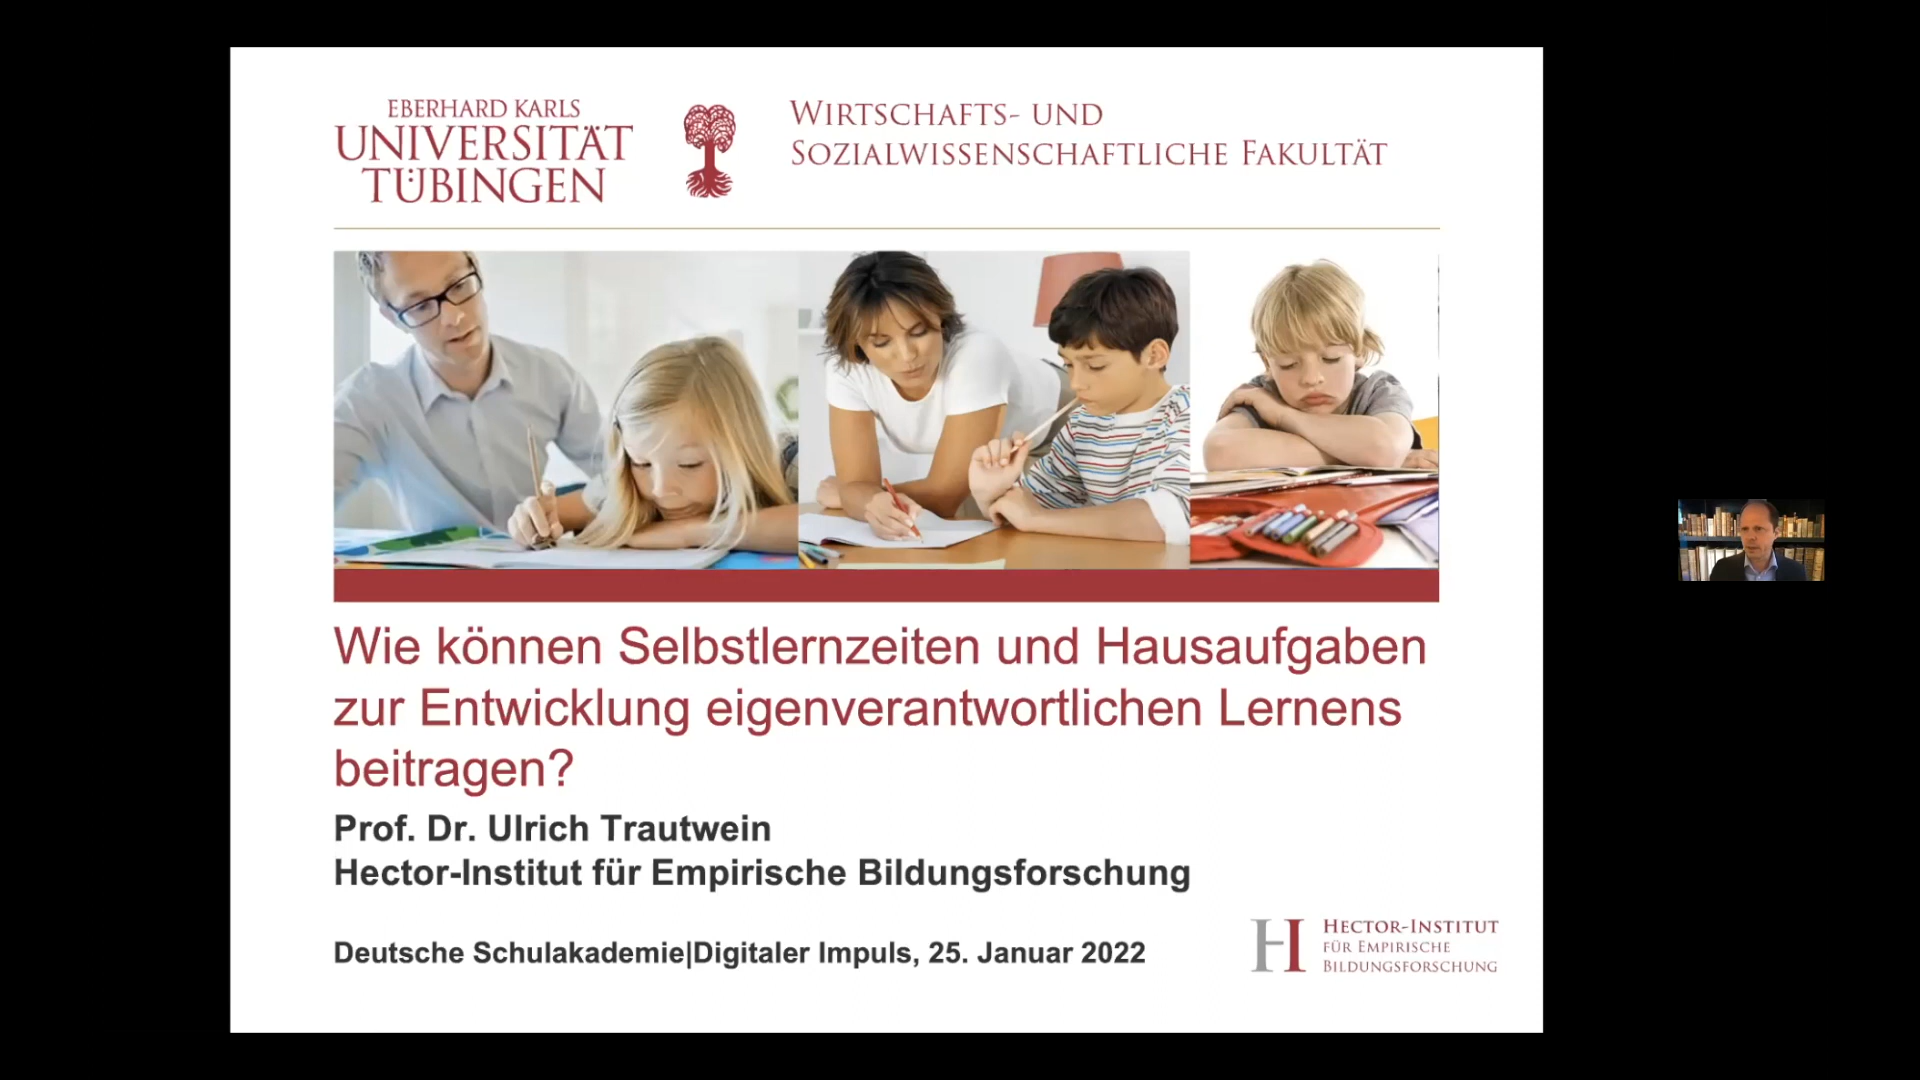 EBERHARD KARLS
UNIVERSITÄT
TÜBINGEN
WIRTSCHAFTS- UND
SOZIALWISSENSCHAFTLICHE FAKULTÄT
Wie können Selbstlernzeiten und Hausaufgaben
zur Entwicklung eigenverantwortlichen Lernens
beitragen?
Prof. Dr. Ulrich Trautwein
Hector-Institut für Empirische Bildungsforschung
Deutsche Schulakademie|Digitaler Impuls, 25. Januar 2022
HECTOR-INSTITUT
FÜR EMPIRISCHE
BILDUNGSFORSCHUNG